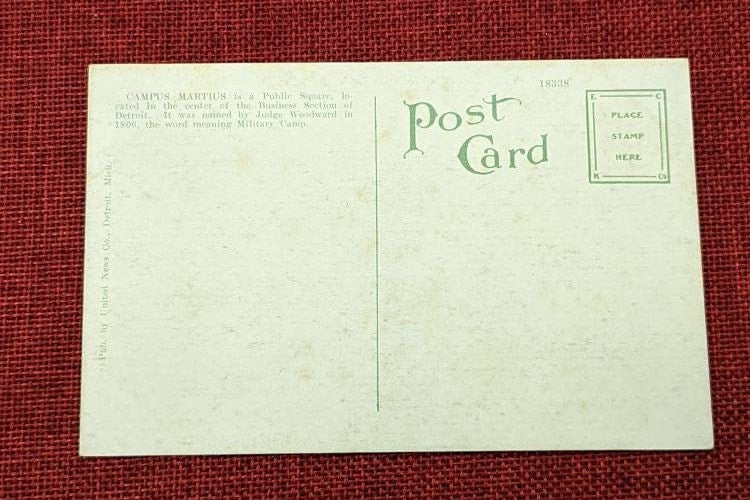 CAMPUS MARTIUS is a Public Square, lo-
cated in the center of the Business Section of
Detroit. It was named by Judge Woodward in
1806, the word meaning Military Camp.
Pub. by United News Co., Detroit, Mich.
18338
Post
Card
E C
PLACE
STAMP
HERE
K Co